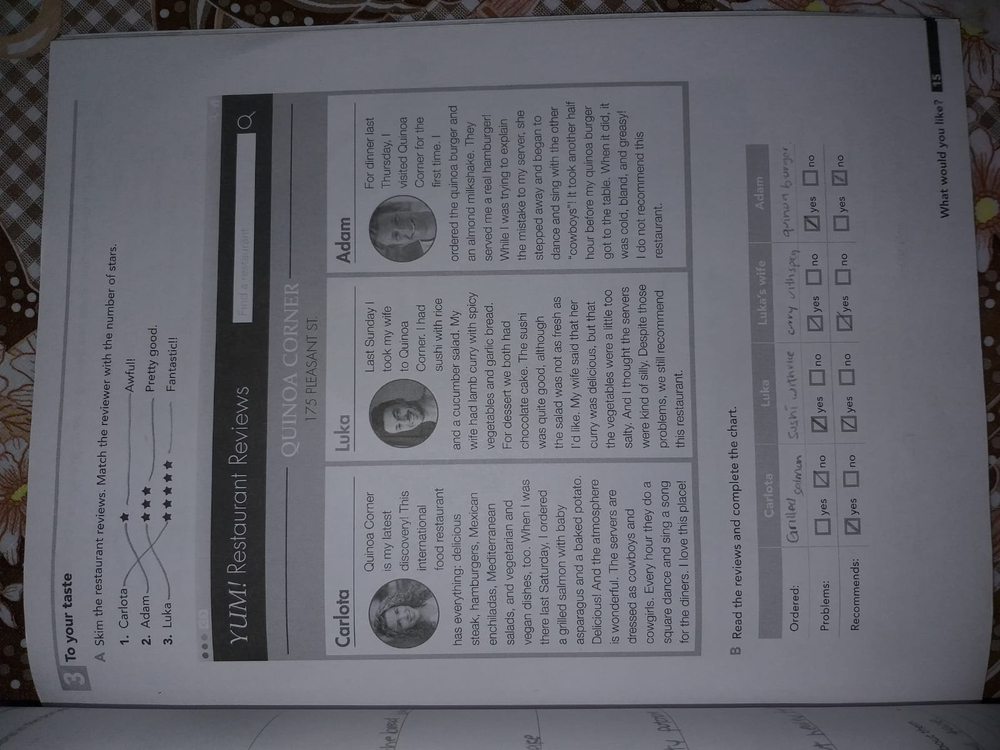 3 To your taste
A Skim the restaurant reviews. Match the reviewer with the number of stars.
1. Carlota ★ Awful!
2. Adam ★★★ Pretty good.
3. Luka ★★★★★ Fantastic!!
YUM! Restaurant Reviews
Find a restaurant
QUINOA CORNER
175 PLEASANT ST.
Carlota
Quinoa Corner
is my latest
discovery! This
international
food restaurant
has everything: delicious
steak, hamburgers, Mexican
enchiladas, Mediterranean
salads, and vegetarian and
vegan dishes, too. When I was
there last Saturday, I ordered
a grilled salmon with baby
asparagus and a baked potato.
Delicious! And the atmosphere
is wonderful. The servers are
dressed as cowboys and
cowgirls. Every hour they do a
square dance and sing a song
for the diners. I love this place!
Luka
Last Sunday I
took my wife
to Quinoa
Corner. I had
sushi with rice
and a cucumber salad. My
wife had lamb curry with spicy
vegetables and garlic bread.
For dessert we both had
chocolate cake. The sushi
was quite good, although
the salad was not as fresh as
I'd like. My wife said that her
curry was delicious, but that
the vegetables were a little too
salty. And I thought the servers
were kind of silly. Despite those
problems, we still recommend
this restaurant.
Adam
For dinner last
Thursday, I
visited Quinoa
Corner for the
first time. I
ordered the quinoa burger and
an almond milkshake. They
served me a real hamburger!
While I was trying to explain
the mistake to my server, she
stepped away and began to
dance and sing with the other
"cowboys"! It took another half
hour before my quinoa burger
got to the table. When it did, it
was cold, bland, and greasy!
I do not recommend this
restaurant.
B Read the reviews and complete the chart.
Carlota Luka Luka's wife Adam
Ordered: Grilled salmon Sushi with rice curry with spicy quinoa burger.
Problems: yes no yes no yes no yes no
Recommends: yes no yes no yes no yes no
What would you like? 15